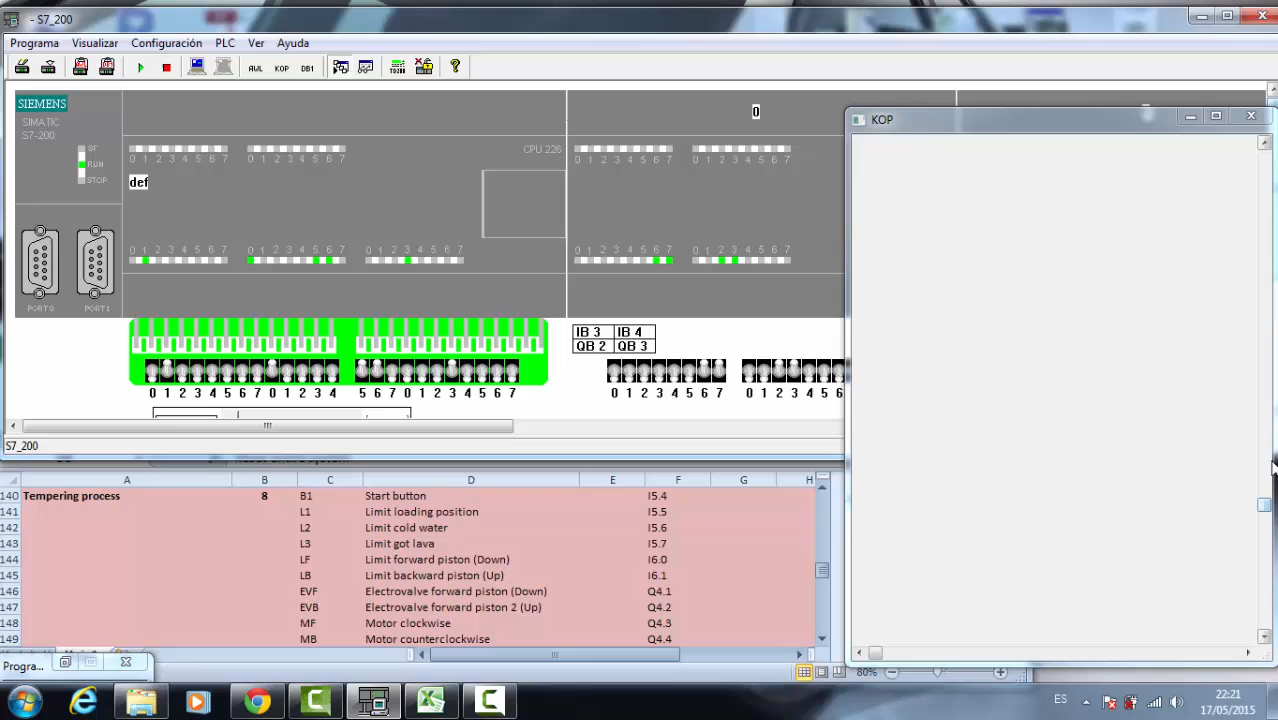 - S7_200
Programa Visualizar Configuración PLC Ver Ayuda
AWL KOP DB1 TD200
SIEMENS
SIMATIC
S7-200
SF
RUN
STOP
0 1 2 3 4 5 6 7 0 1 2 3 4 5 6 7
CPU 226
0
0 1 2 3 4 5 6 7 0 1 2 3 4 5 6 7
def
0 1 2 3 4 5 6 7 0 1 2 3 4 5 6 7 0 1 2 3 4 5 6 7
0 1 2 3 4 5 6 7 0 1 2 3 4 5 6 7
PORT0 PORT1
IB 3 IB 4
QB 2 QB 3
0 1 2 3 4 5 6 7 0 1 2 3 4 5 6 7 0 1 2 3 4 5 6 7
0 1 2 3 4 5 6 7 0 1 2 3 4 5 6
S7_200
KOP
A B C D E F G H
140 Tempering process 8 B1 Start button I5.4
141 L1 Limit loading position I5.5
142 L2 Limit cold water I5.6
143 L3 Limit got lava I5.7
144 LF Limit forward piston (Down) I6.0
145 LB Limit backward piston (Up) I6.1
146 EVF Electrovalve forward piston (Down) Q4.1
147 EVB Electrovalve forward piston 2 (Up) Q4.2
148 MF Motor clockwise Q4.3
149 MB Motor counterclockwise Q4.4
Progra...
80%
ES
22:21
17/05/2015